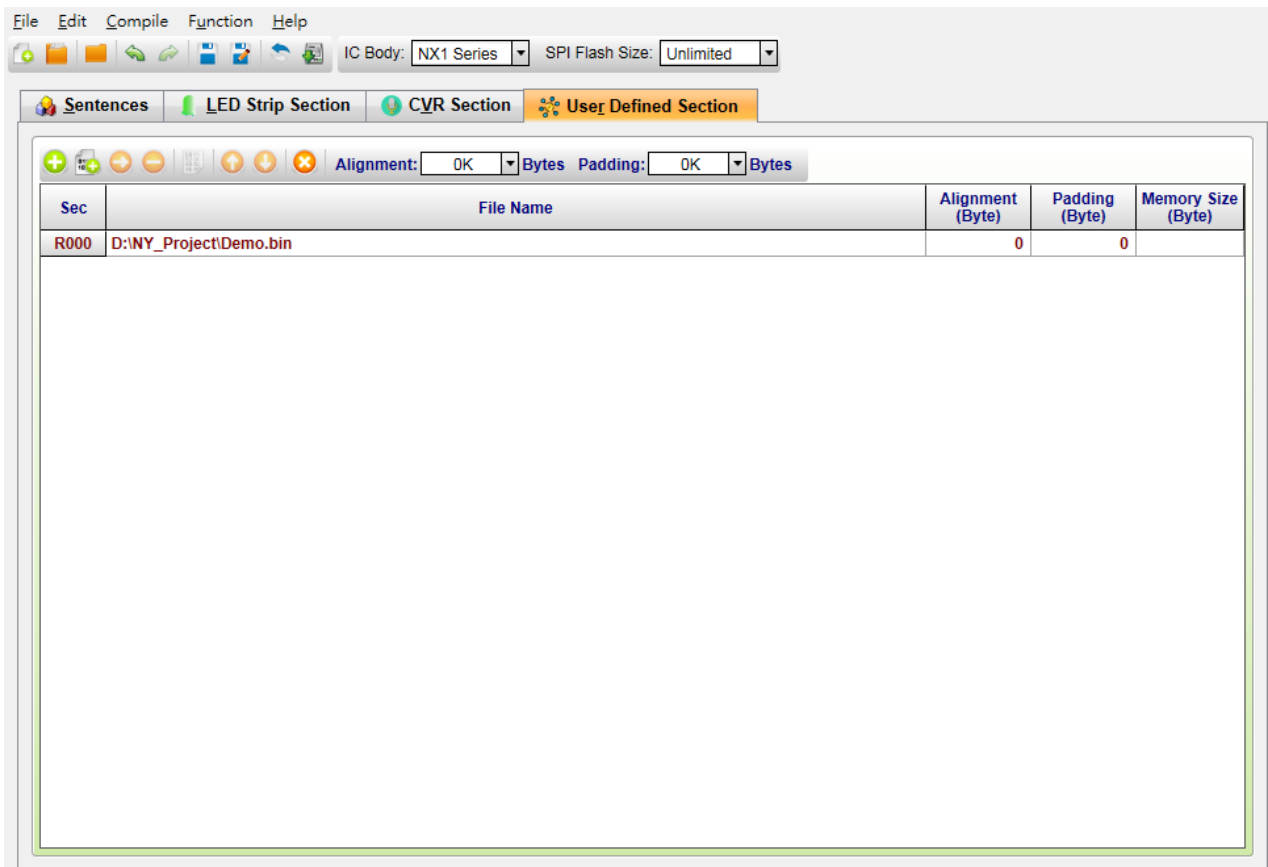 File Edit Compile Function Help
IC Body: NX1 Series SPI Flash Size: Unlimited
Sentences LED Strip Section CVR Section User Defined Section
Alignment: 0K Bytes Padding: 0K Bytes
Sec File Name Alignment (Byte) Padding (Byte) Memory Size (Byte)
R000 D:\NY_Project\Demo.bin 0 0